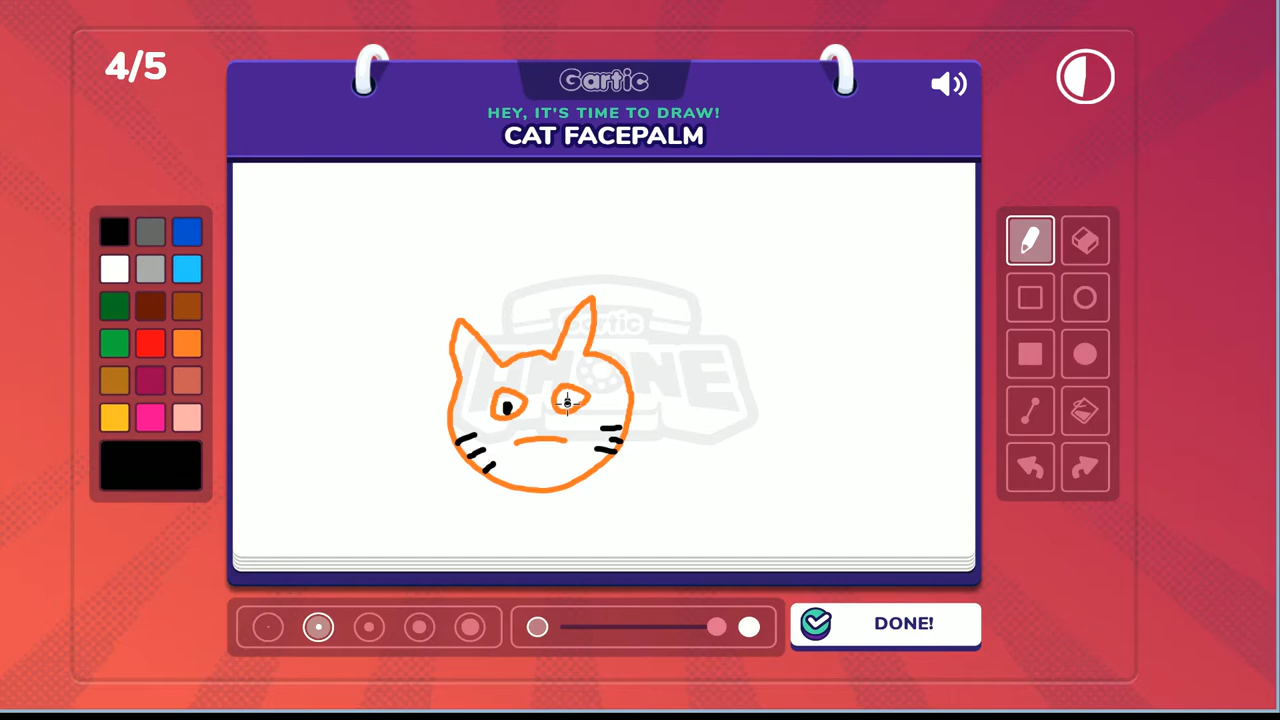 4/5
Gartic
HEY, IT'S TIME TO DRAW!
CAT FACEPALM
Gartic
PHONE
DONE!